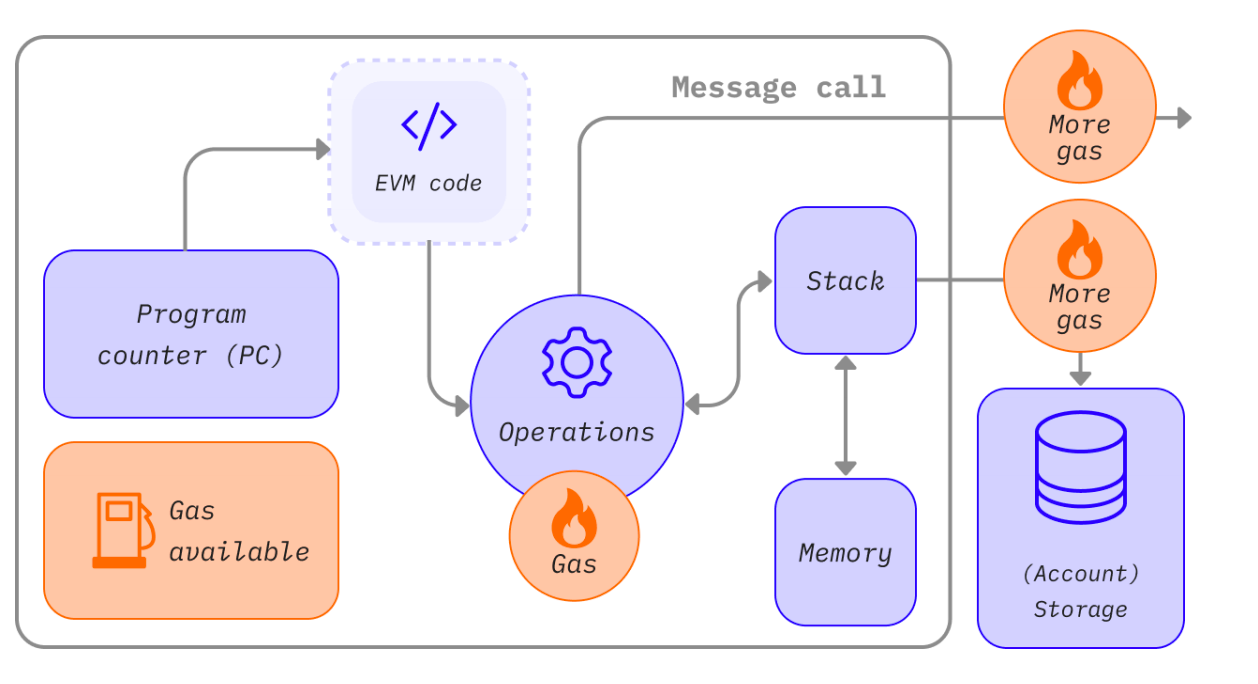 Message call
More
gas
</>
EVM code
Program
counter (PC)
Stack
More
gas
Operations
Gas
available
Gas
Memory
(Account)
Storage